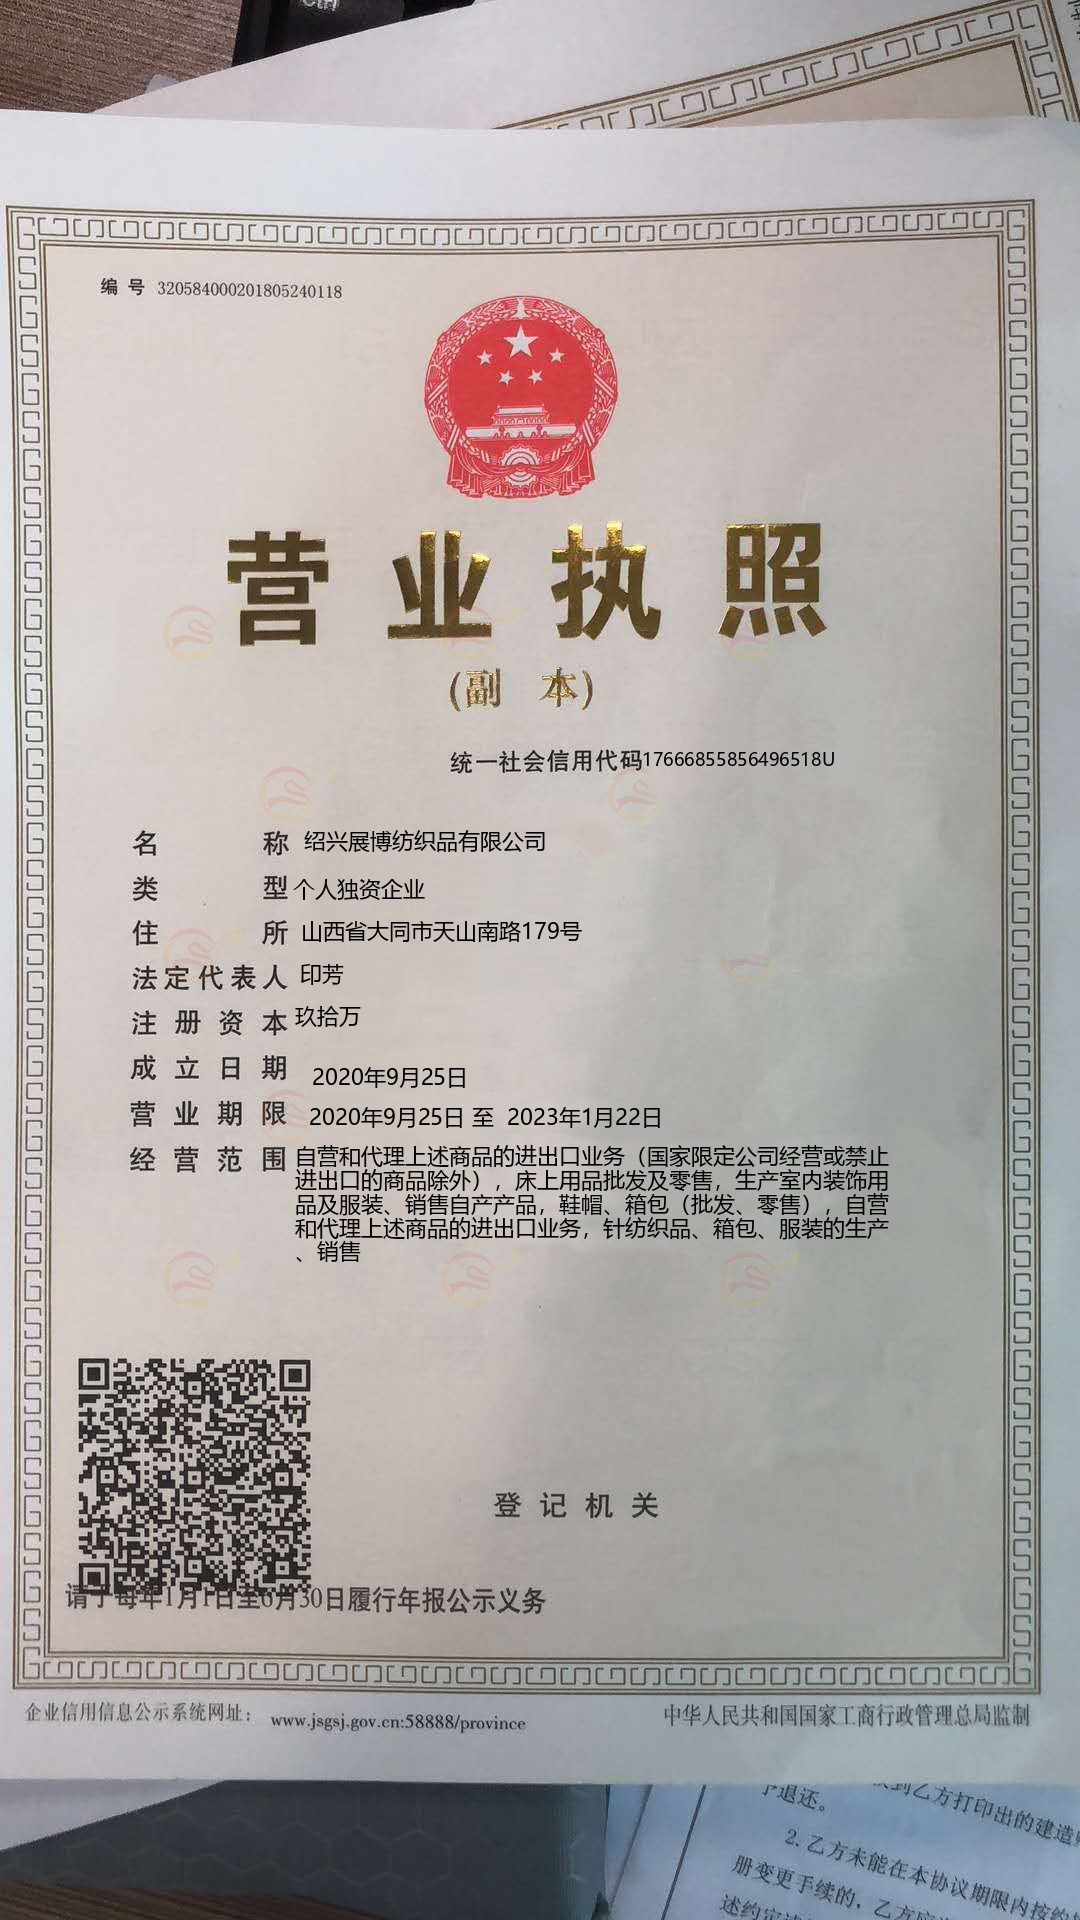 Ctrl
编 号 320584000201805240118
营业执照
(副 本)
统一社会信用代码17666855856496518U
名 称 绍兴展博纺织品有限公司
类 型 个人独资企业
住 所 山西省大同市天山南路179号
法定代表人 印芳
注册资本 玖拾万
成立日期 2020年9月25日
营业期限 2020年9月25日 至 2023年1月22日
经营范围 自营和代理上述商品的进出口业务（国家限定公司经营或禁止
进出口的商品除外），床上用品批发及零售，生产室内装饰用
品及服装、销售自产产品，鞋帽、箱包（批发、零售），自营
和代理上述商品的进出口业务，针纺织品、箱包、服装的生产
、销售
登记机关
请于每年1月1日至6月30日履行年报公示义务
企业信用信息公示系统网址： www.jsgsj.gov.cn:58888/province
中华人民共和国国家工商行政管理总局监制
退还。
到乙方打印出的建造
2.乙方未能在本协议期限内按约
册变更手续的，乙方应
述约定